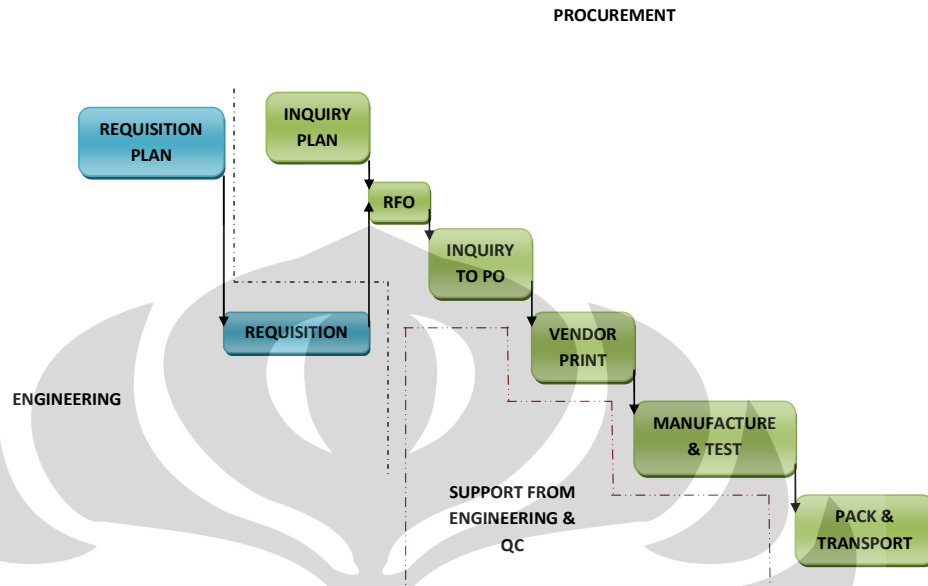 PROCUREMENT
REQUISITION
PLAN
INQUIRY
PLAN
RFO
INQUIRY
TO PO
REQUISITION
VENDOR
PRINT
ENGINEERING
MANUFACTURE
& TEST
SUPPORT FROM
ENGINEERING &
QC
PACK &
TRANSPORT